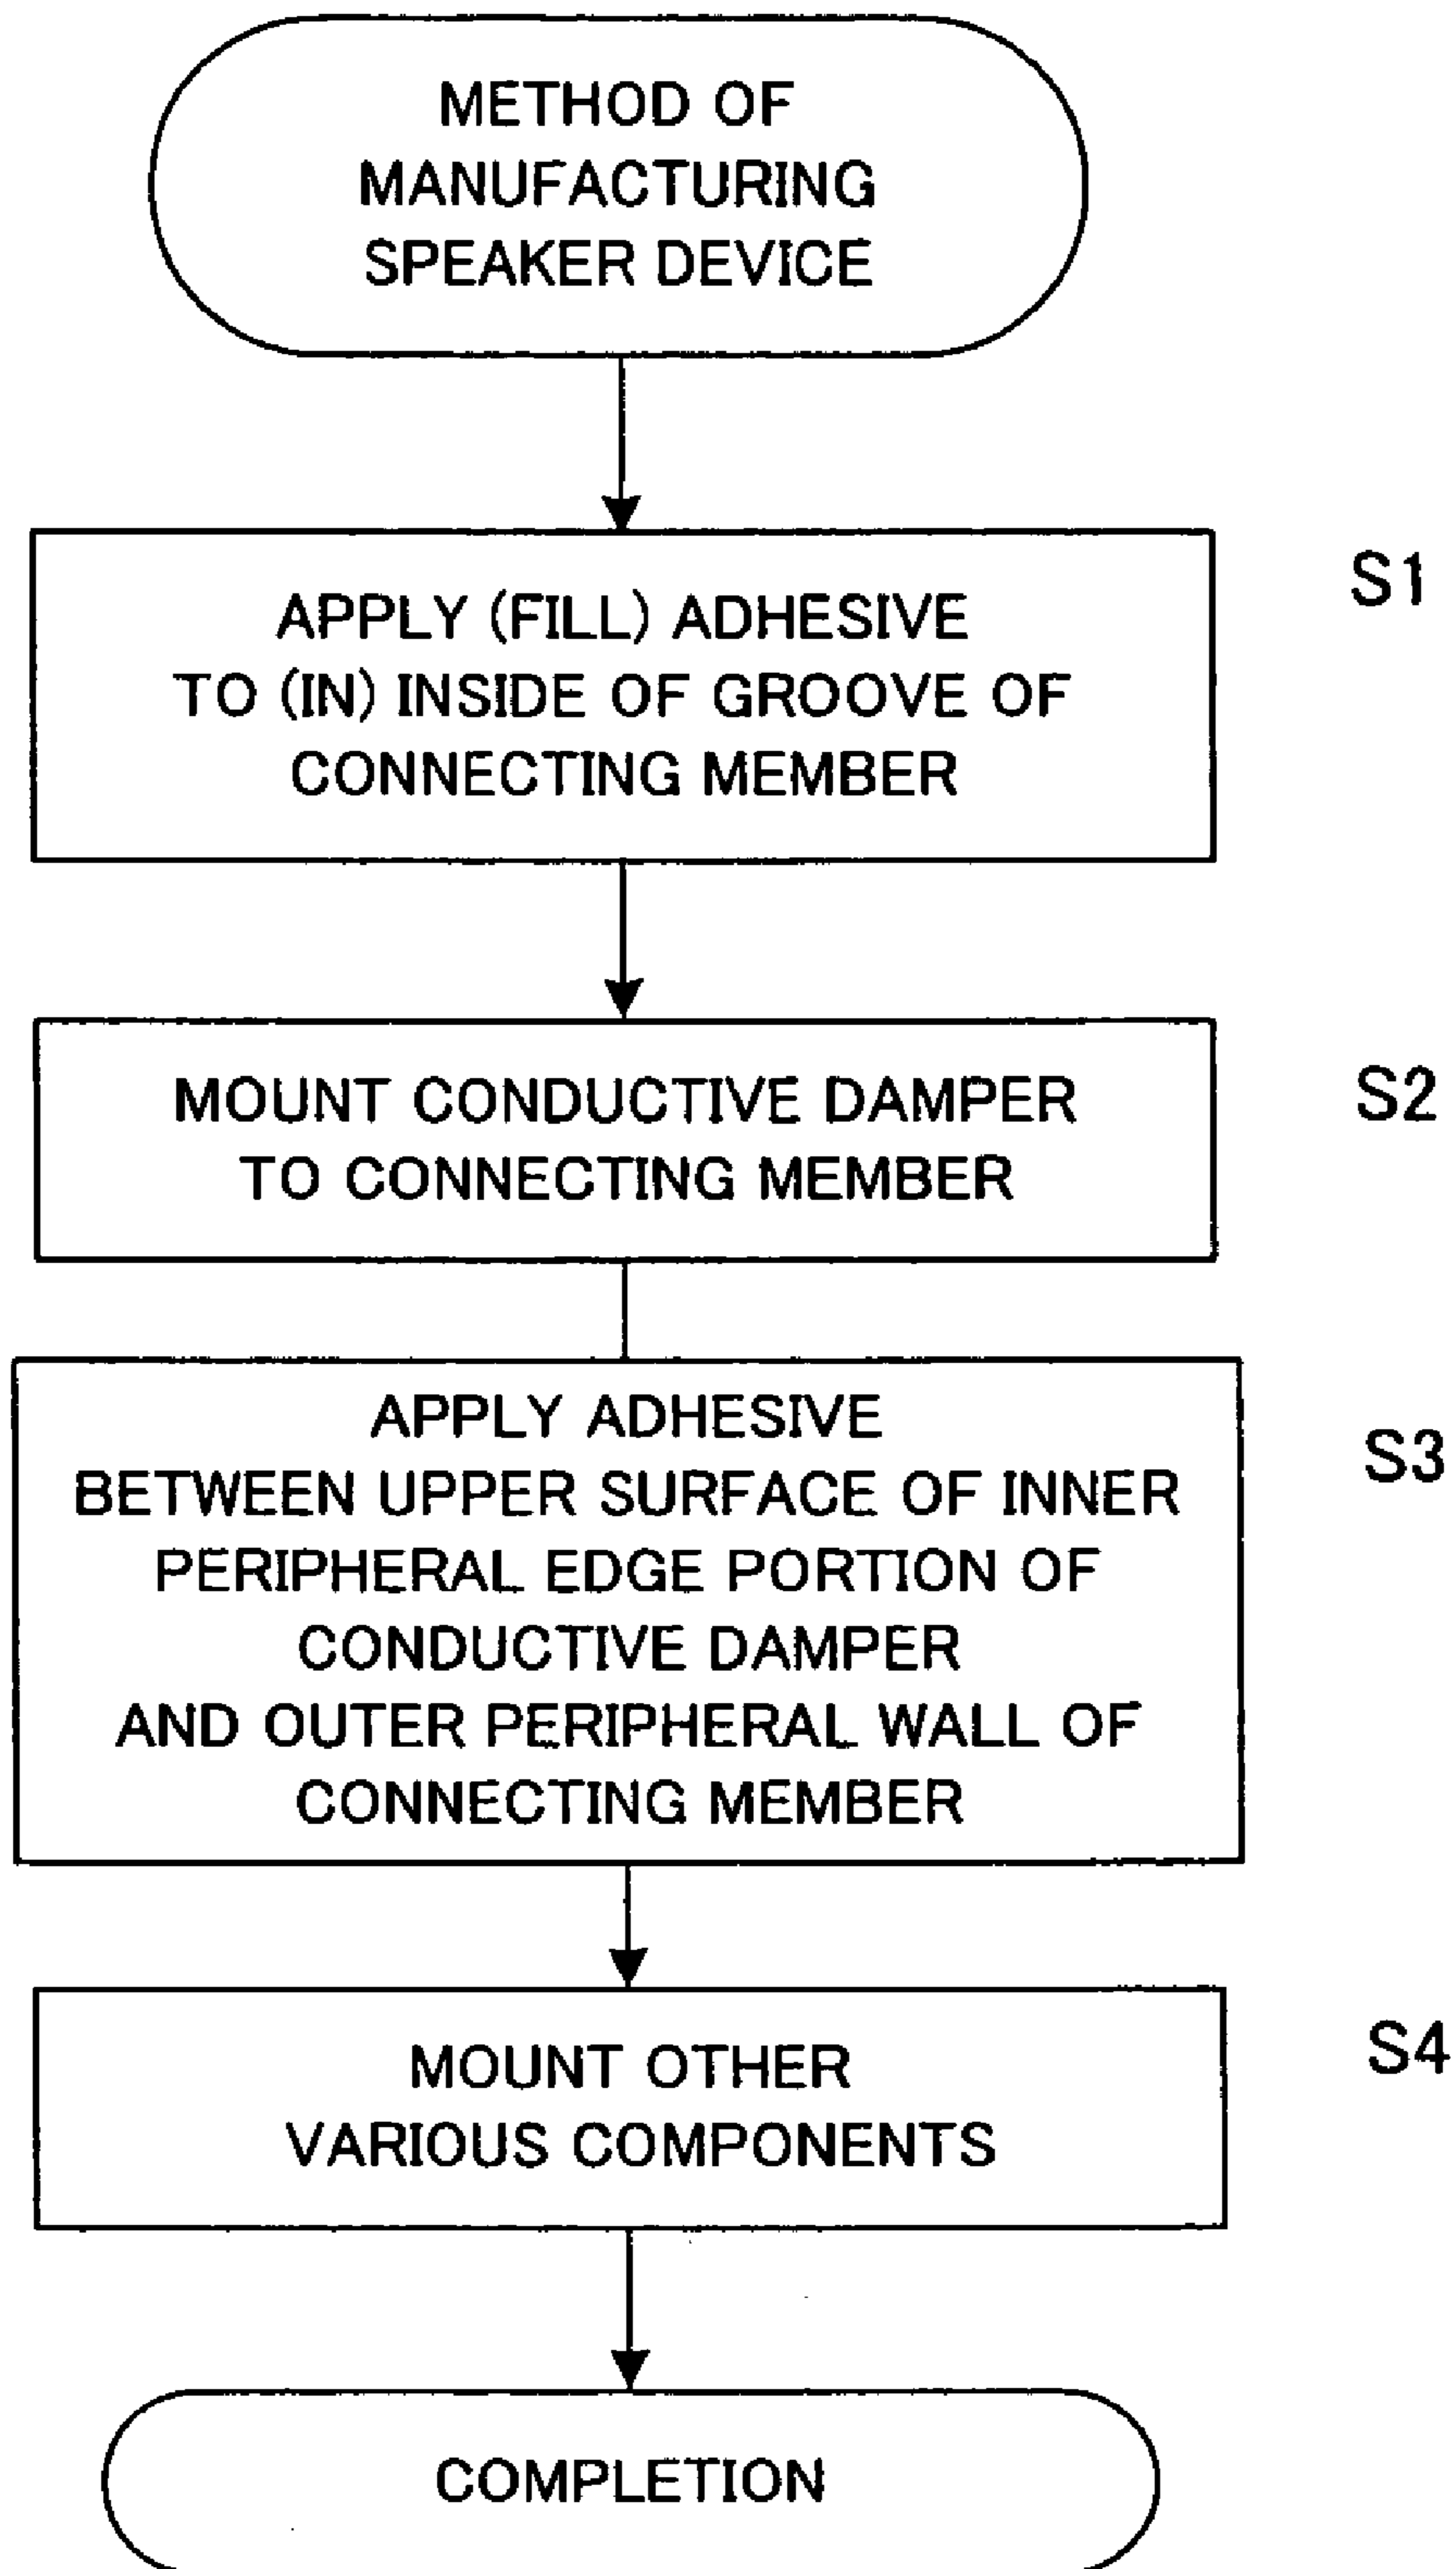 METHOD OF
MANUFACTURING
SPEAKER DEVICE
APPLY (FILL) ADHESIVE
TO (IN) INSIDE OF GROOVE OF
CONNECTING MEMBER
S1
MOUNT CONDUCTIVE DAMPER
TO CONNECTING MEMBER
S2
APPLY ADHESIVE
BETWEEN UPPER SURFACE OF INNER
PERIPHERAL EDGE PORTION OF
CONDUCTIVE DAMPER
AND OUTER PERIPHERAL WALL OF
CONNECTING MEMBER
S3
MOUNT OTHER
VARIOUS COMPONENTS
S4
COMPLETION